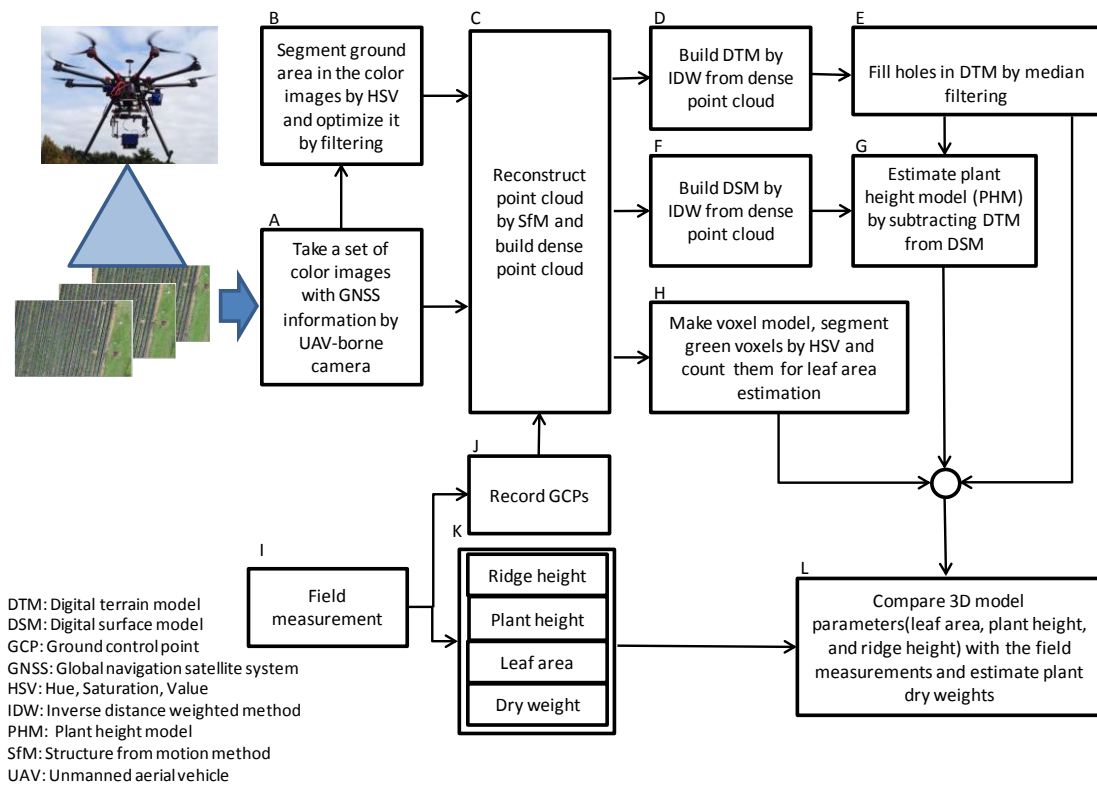 B
Segment ground
area in the color
images by HSV
and optimize it
by filtering
A
Take a set of
color images
with GNSS
information by
UAV-borne
camera
C
Reconstruct
point cloud
by SfM and
build dense
point cloud
D
Build DTM by
IDW from dense
point cloud
E
Fill holes in DTM by median
filtering
F
Build DSM by
IDW from dense
point cloud
G
Estimate plant
height model (PHM)
by subtracting DTM
from DSM
H
Make voxel model, segment
green voxels by HSV and
count them for leaf area
estimation
J
Record GCPs
I
Field
measurement
K
Ridge height
Plant height
Leaf area
Dry weight
L
Compare 3D model
parameters(leaf area, plant height,
and ridge height) with the field
measurements and estimate plant
dry weights
DTM: Digital terrain model
DSM: Digital surface model
GCP: Ground control point
GNSS: Global navigation satellite system
HSV: Hue, Saturation, Value
IDW: Inverse distance weighted method
PHM: Plant height model
SfM: Structure from motion method
UAV: Unmanned aerial vehicle